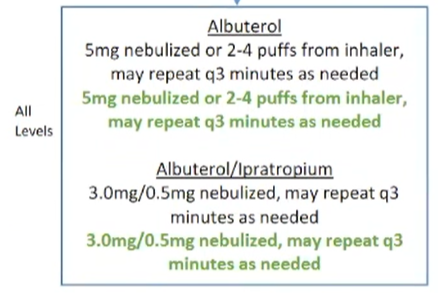 Albuterol
5mg nebulized or 2-4 puffs from inhaler,
may repeat q3 minutes as needed
5mg nebulized or 2-4 puffs from inhaler,
may repeat q3 minutes as needed
All
Levels
Albuterol/Ipratropium
3.0mg/0.5mg nebulized, may repeat q3
minutes as needed
3.0mg/0.5mg nebulized, may repeat q3
minutes as needed